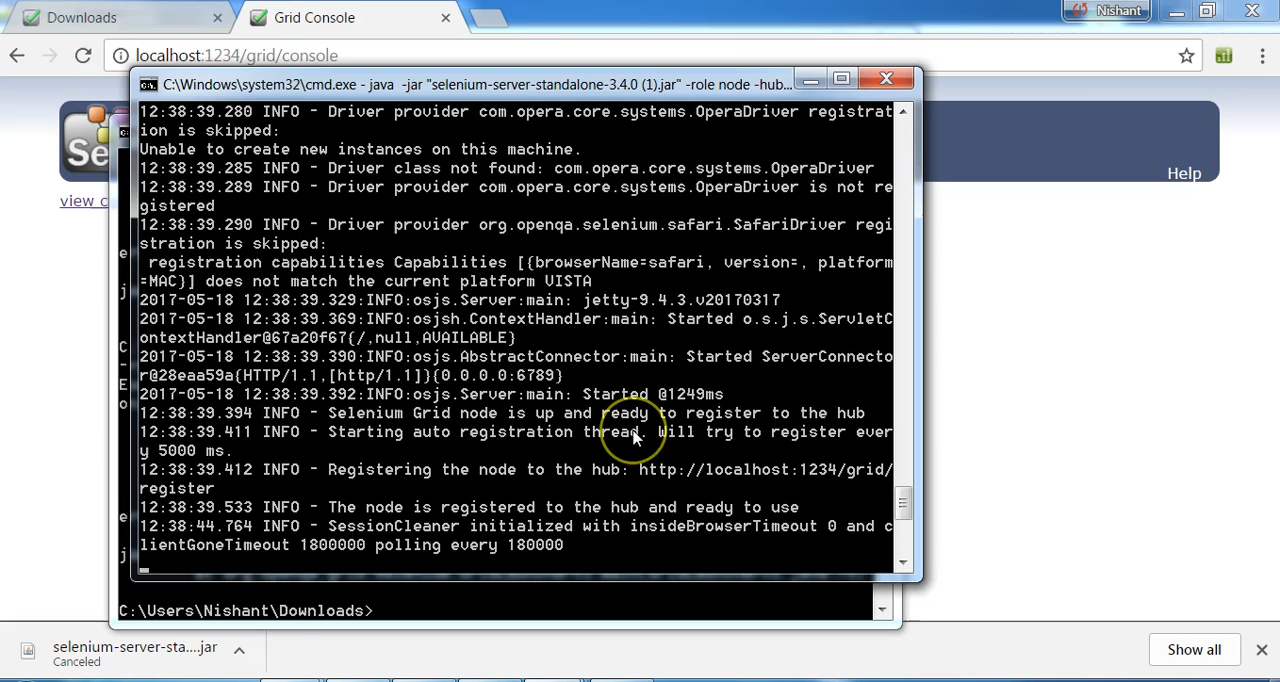 Downloads
Grid Console
Nishant
localhost:1234/grid/console
C:\Windows\system32\cmd.exe - java -jar "selenium-server-standalone-3.4.0 (1).jar" -role node -hub...
Se
Help
view c
12:38:39.280 INFO - Driver provider com.opera.core.systems.OperaDriver registrat
ion is skipped:
Unable to create new instances on this machine.
12:38:39.285 INFO - Driver class not found: com.opera.core.systems.OperaDriver
12:38:39.289 INFO - Driver provider com.opera.core.systems.OperaDriver is not re
gistered
12:38:39.290 INFO - Driver provider org.openqa.selenium.safari.SafariDriver regi
stration is skipped:
registration capabilities Capabilities [{browserName=safari, version=, platform
=MAC}] does not match the current platform VISTA
2017-05-18 12:38:39.329:INFO:osjs.Server:main: jetty-9.4.3.v20170317
2017-05-18 12:38:39.369:INFO:osjsh.ContextHandler:main: Started o.s.j.s.ServletC
ontextHandler@67a20f67{/,null,AVAILABLE}
2017-05-18 12:38:39.390:INFO:osjs.AbstractConnector:main: Started ServerConnecto
r@28eaa59a{HTTP/1.1,[http/1.1]}{0.0.0.0:6789}
2017-05-18 12:38:39.392:INFO:osjs.Server:main: Started @1249ms
12:38:39.394 INFO - Selenium Grid node is up and ready to register to the hub
12:38:39.411 INFO - Starting auto registration thread. Will try to register ever
y 5000 ms.
12:38:39.412 INFO - Registering the node to the hub: http://localhost:1234/grid/
register
12:38:39.533 INFO - The node is registered to the hub and ready to use
12:38:44.764 INFO - SessionCleaner initialized with insideBrowserTimeout 0 and c
lientGoneTimeout 1800000 polling every 180000
C:\Users\Nishant\Downloads>
selenium-server-sta....jar
Canceled
Show all